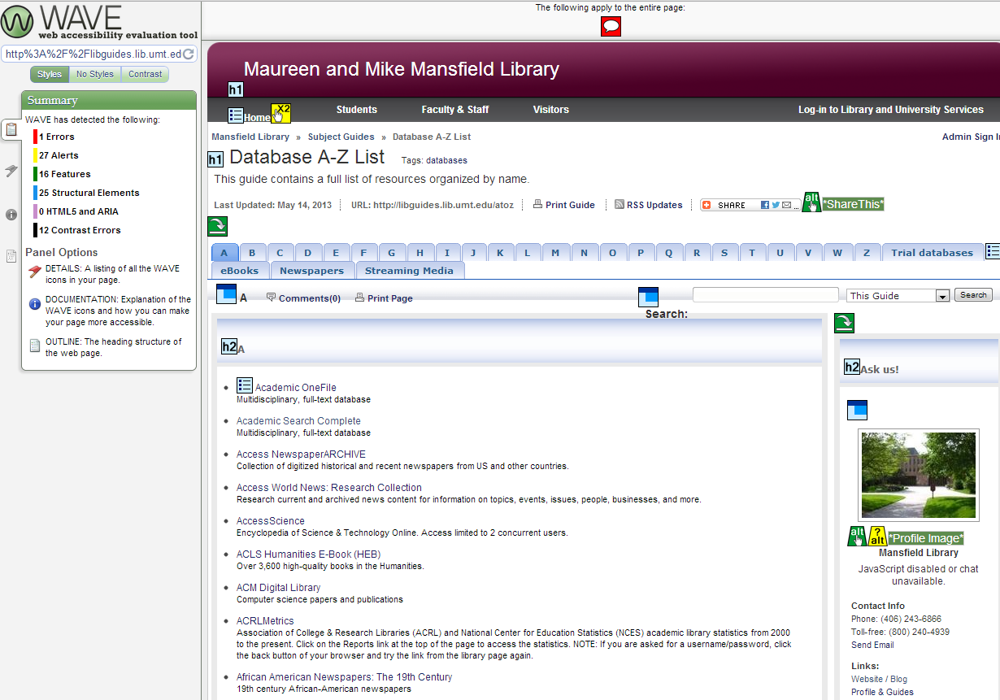 WAVE
web accessibility evaluation tool
http%3A%2F%2Flibguides.lib.umt.ed
Styles No Styles Contrast
Summary
WAVE has detected the following:
1 Errors
27 Alerts
16 Features
25 Structural Elements
0 HTML5 and ARIA
12 Contrast Errors
Panel Options
DETAILS: A listing of all the WAVE
icons in your page.
DOCUMENTATION: Explanation of the
WAVE icons and how you can make
your page more accessible.
OUTLINE: The heading structure of
the web page.
The following apply to the entire page:
Maureen and Mike Mansfield Library
h1
Home X2 Students Faculty & Staff Visitors Log-in to Library and University Services
Mansfield Library » Subject Guides » Database A-Z List Admin Sign I
h1 Database A-Z List Tags: databases
This guide contains a full list of resources organized by name.
Last Updated: May 14, 2013 URL: http://libguides.lib.umt.edu/atoz Print Guide RSS Updates SHARE ... alt *ShareThis*
A B C D E F G H I J K L M N O P Q R S T U V W Z Trial databases
eBooks Newspapers Streaming Media
A Comments(0) Print Page Search: This Guide Search
h2 A
Academic OneFile
Multidisciplinary, full-text database
Academic Search Complete
Multidisciplinary, full-text database
Access NewspaperARCHIVE
Collection of digitized historical and recent newspapers from US and other countries.
Access World News: Research Collection
Research current and archived news content for information on topics, events, issues, people, businesses, and more.
AccessScience
Encyclopedia of Science & Technology Online. Access limited to 2 concurrent users.
ACLS Humanities E-Book (HEB)
Over 3,600 high-quality books in the Humanities.
ACM Digital Library
Computer science papers and publications
ACRLMetrics
Association of College & Research Libraries (ACRL) and National Center for Education Statistics (NCES) academic library statistics from 2000
to the present. Click on the Reports link at the top of the page to access the statistics. NOTE: If you are asked for a username/password, click
the back button of your browser and try the link from the library page again.
African American Newspapers: The 19th Century
19th century African-American newspapers
h2 Ask us!
alt ? alt *Profile Image*
Mansfield Library
JavaScript disabled or chat
unavailable.
Contact Info
Phone: (406) 243-6866
Toll-free: (800) 240-4939
Send Email
Links:
Website / Blog
Profile & Guides